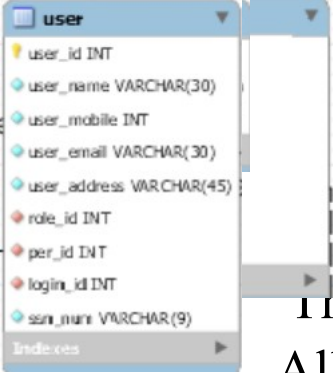 user
user_id INT
user_name VARCHAR(30)
user_mobile INT
user_email VARCHAR(30)
user_address VARCHAR(45)
role_id INT
per_id INT
login_id INT
ssn_num VARCHAR(9)
Indexes